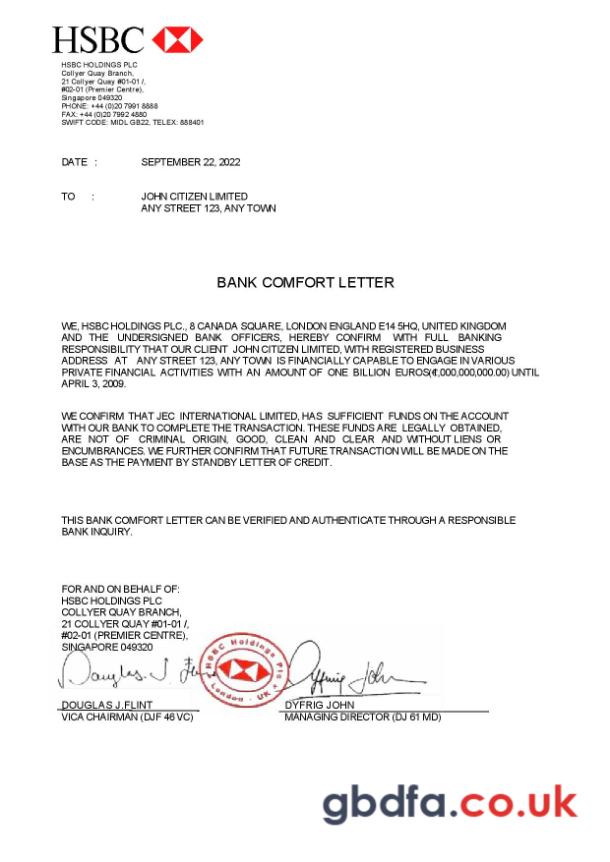 HSBC
HSBC HOLDINGS PLC
Collyer Quay Branch,
21 Collyer Quay #01-01 /,
#02-01 (Premier Centre),
Singapore 049320
PHONE: +44 (0)20 7991 8888
FAX: +44 (0)20 7992 4880
SWIFT CODE: MIDL GB22, TELEX: 888401
DATE : SEPTEMBER 22, 2022
TO : JOHN CITIZEN LIMITED
ANY STREET 123, ANY TOWN
BANK COMFORT LETTER
WE, HSBC HOLDINGS PLC., 8 CANADA SQUARE, LONDON ENGLAND E14 5HQ, UNITED KINGDOM
AND THE UNDERSIGNED BANK OFFICERS, HEREBY CONFIRM WITH FULL BANKING
RESPONSIBILITY THAT OUR CLIENT JOHN CITIZEN LIMITED, WITH REGISTERED BUSINESS
ADDRESS AT ANY STREET 123, ANY TOWN IS FINANCIALLY CAPABLE TO ENGAGE IN VARIOUS
PRIVATE FINANCIAL ACTIVITIES WITH AN AMOUNT OF ONE BILLION EUROS(€1,000,000,000.00) UNTIL
APRIL 3, 2009.
WE CONFIRM THAT JEC INTERNATIONAL LIMITED, HAS SUFFICIENT FUNDS ON THE ACCOUNT
WITH OUR BANK TO COMPLETE THE TRANSACTION. THESE FUNDS ARE LEGALLY OBTAINED,
ARE NOT OF CRIMINAL ORIGIN, GOOD, CLEAN AND CLEAR AND WITHOUT LIENS OR
ENCUMBRANCES. WE FURTHER CONFIRM THAT FUTURE TRANSACTION WILL BE MADE ON THE
BASE AS THE PAYMENT BY STANDBY LETTER OF CREDIT.
THIS BANK COMFORT LETTER CAN BE VERIFIED AND AUTHENTICATE THROUGH A RESPONSIBLE
BANK INQUIRY.
FOR AND ON BEHALF OF:
HSBC HOLDINGS PLC
COLLYER QUAY BRANCH,
21 COLLYER QUAY #01-01 /,
#02-01 (PREMIER CENTRE),
SINGAPORE 049320
HSBC Holdings Plc
London - UK
Douglas J. Flint
Dyfrig John
DOUGLAS J.FLINT
VICA CHAIRMAN (DJF 46 VC)
DYFRIG JOHN
MANAGING DIRECTOR (DJ 61 MD)
gbdfa.co.uk